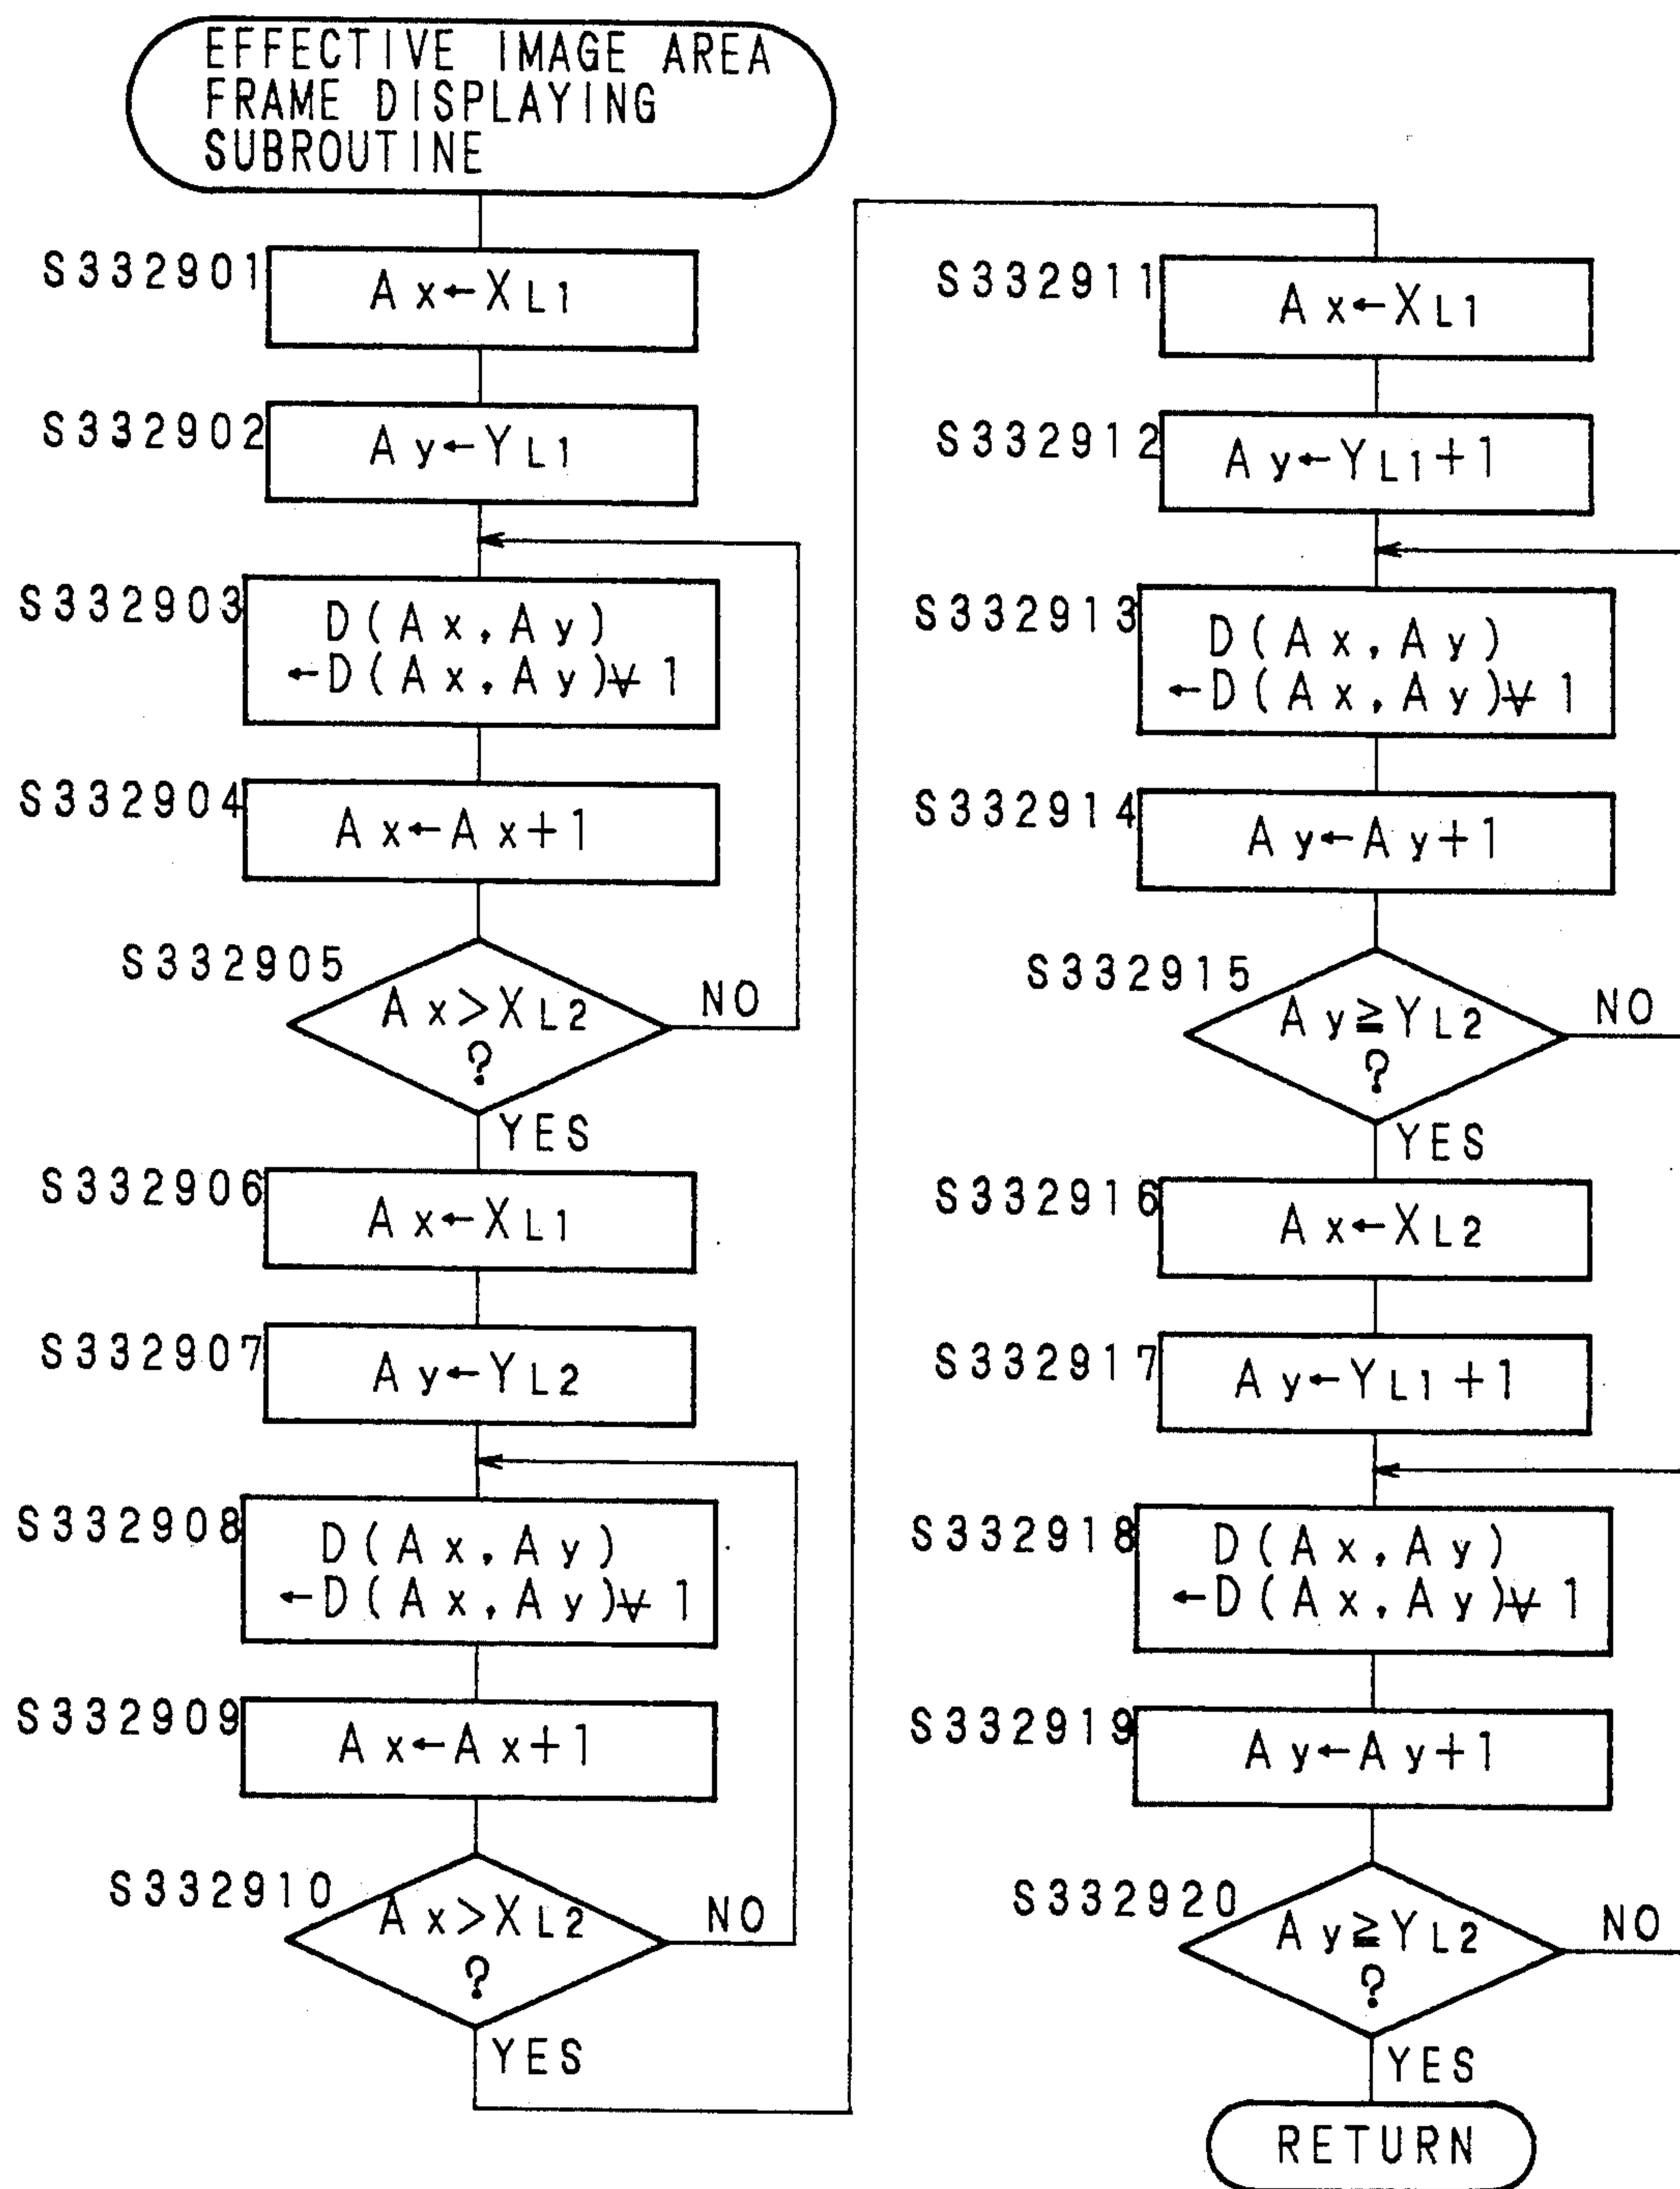 EFFECTIVE IMAGE AREA
FRAME DISPLAYING
SUBROUTINE
S332901
Ax←XL1
S332902
Ay←YL1
S332903
D(Ax,Ay)
←D(Ax,Ay)⊻1
S332904
Ax←Ax+1
S332905
Ax>XL2
?
NO
YES
S332906
Ax←XL1
S332907
Ay←YL2
S332908
D(Ax,Ay)
←D(Ax,Ay)⊻1
S332909
Ax←Ax+1
S332910
Ax>XL2
?
NO
YES
S332911
Ax←XL1
S332912
Ay←YL1+1
S332913
D(Ax,Ay)
←D(Ax,Ay)⊻1
S332914
Ay←Ay+1
S332915
Ay≧YL2
?
NO
YES
S332916
Ax←XL2
S332917
Ay←YL1+1
S332918
D(Ax,Ay)
←D(Ax,Ay)⊻1
S332919
Ay←Ay+1
S332920
Ay≧YL2
?
NO
YES
RETURN